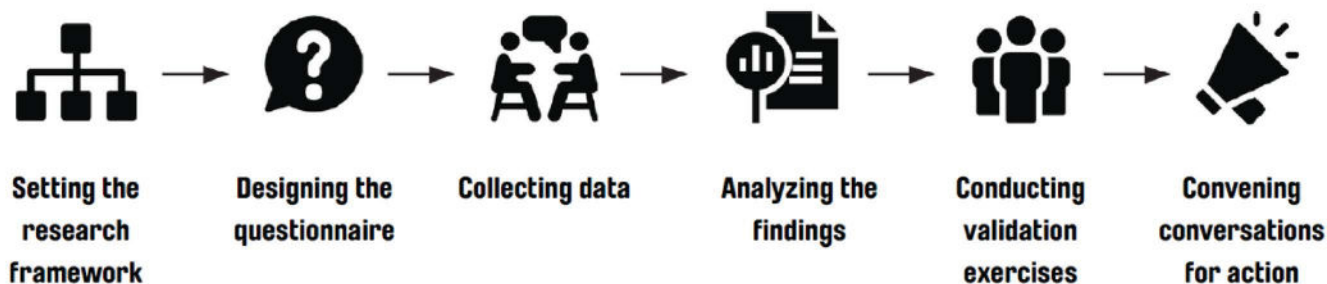 Setting the
research
framework
Designing the
questionnaire
Collecting data
Analyzing the
findings
Conducting
validation
exercises
Convening
conversations
for action